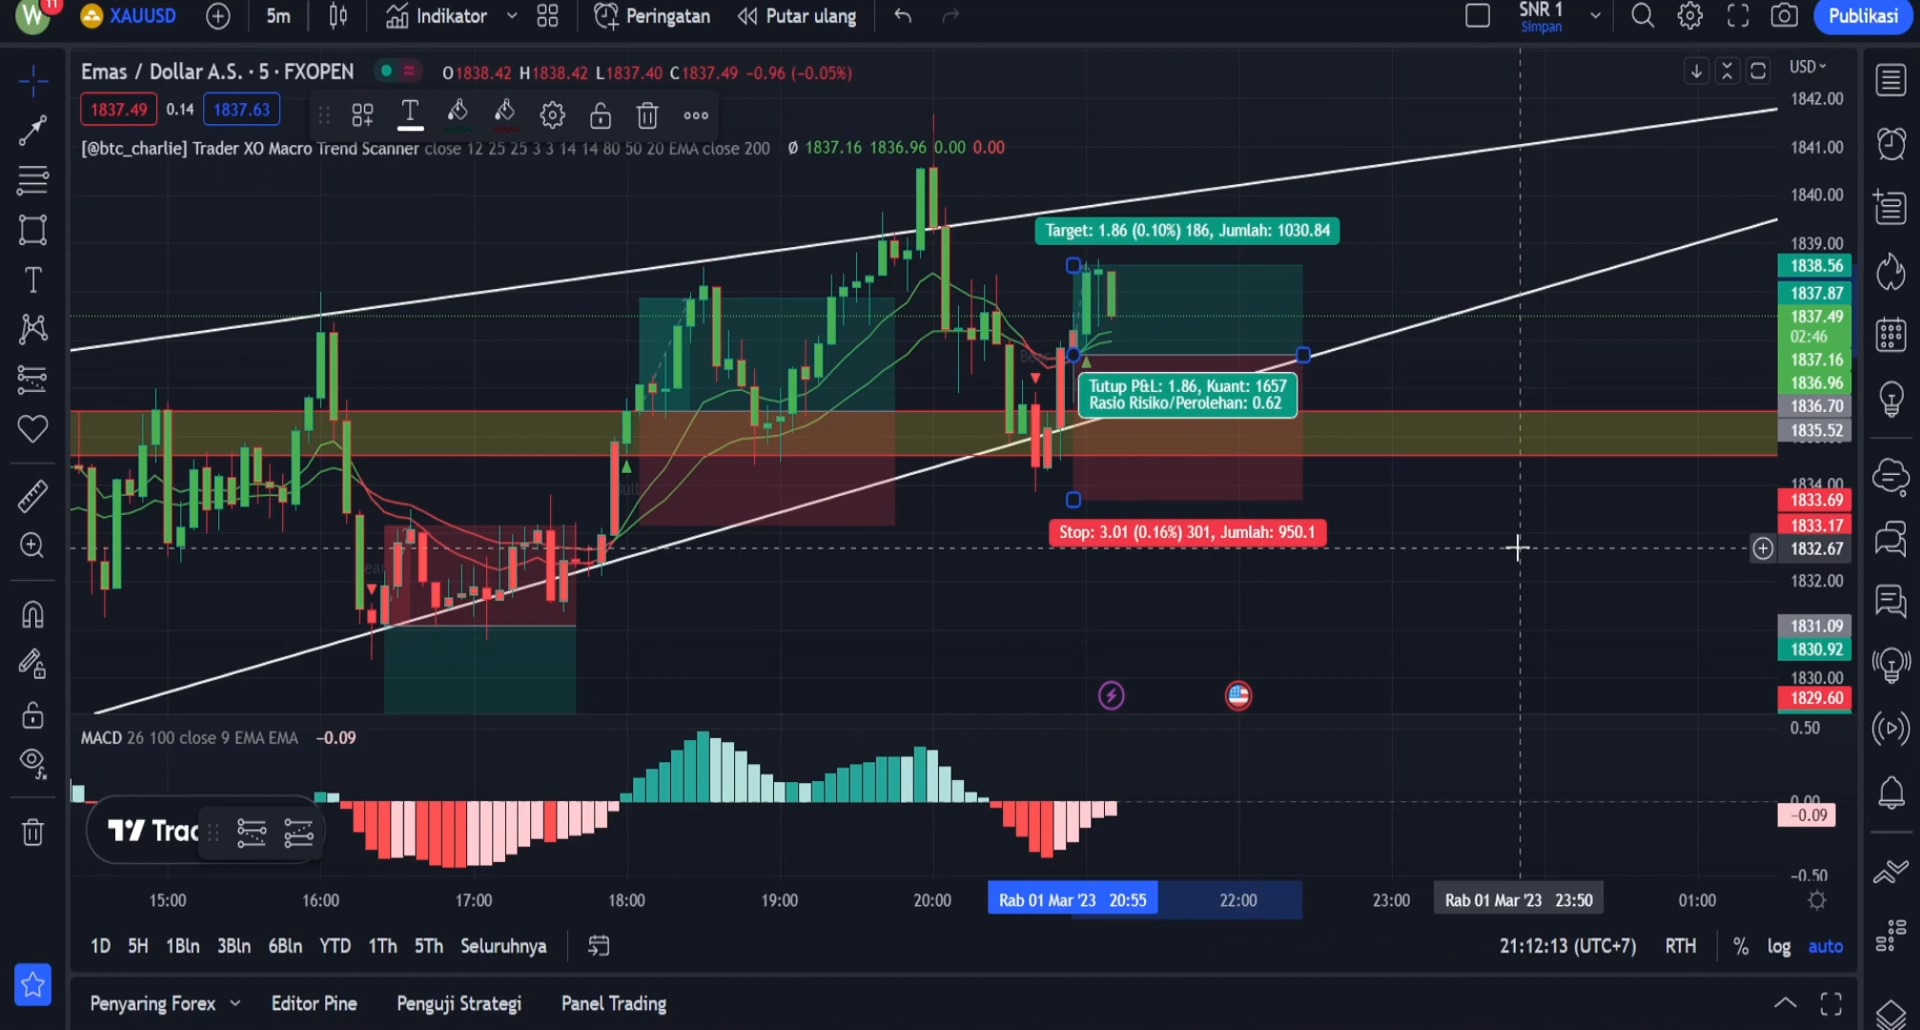 W
11
XAUUSD
5m
Indikator
Peringatan
Putar ulang
SNR 1
Simpan
Publikasi
Emas / Dollar A.S. · 5 · FXOPEN
O1838.42 H1838.42 L1837.40 C1837.49 −0.96 (−0.05%)
USD
1837.49
0.14
1837.63
[@btc_charlie] Trader XO Macro Trend Scanner close 12 25 25 3 3 14 14 80 50 20 EMA close 200
Ø 1837.16 1836.96 0.00 0.00
1842.00
1841.00
1840.00
1839.00
1838.56
1837.87
1837.49
02:46
1837.16
1836.96
1836.70
1835.52
1834.00
1833.69
1833.17
1832.67
1832.00
1831.09
1830.92
1830.00
1829.60
Target: 1.86 (0.10%) 186, Jumlah: 1030.84
Tutup P&L: 1.86, Kuant: 1657
Rasio Risiko/Perolehan: 0.62
Stop: 3.01 (0.16%) 301, Jumlah: 950.1
MACD 26 100 close 9 EMA EMA −0.09
0.50
0.00
−0.09
−0.50
15:00
16:00
17:00
18:00
19:00
20:00
Rab 01 Mar '23 20:55
22:00
23:00
Rab 01 Mar '23 23:50
01:00
1D
5H
1Bln
3Bln
6Bln
YTD
1Th
5Th
Seluruhnya
21:12:13 (UTC+7)
RTH
%
log
auto
Penyaring Forex
Editor Pine
Penguji Strategi
Panel Trading